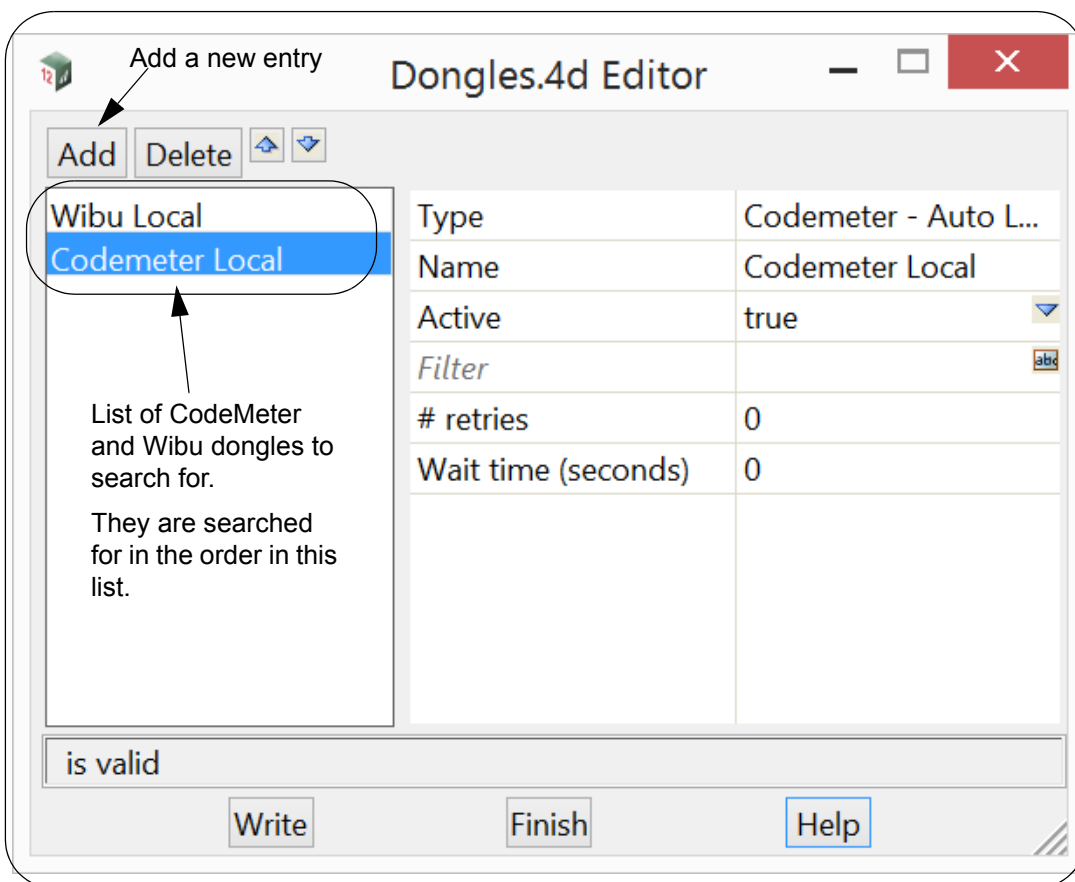 Add a new entry
12d
Dongles.4d Editor
Add Delete
Wibu Local
Codemeter Local
List of CodeMeter
and Wibu dongles to
search for.
They are searched
for in the order in this
list.
Type Codemeter - Auto L...
Name Codemeter Local
Active true
Filter abc
# retries 0
Wait time (seconds) 0
is valid
Write Finish Help